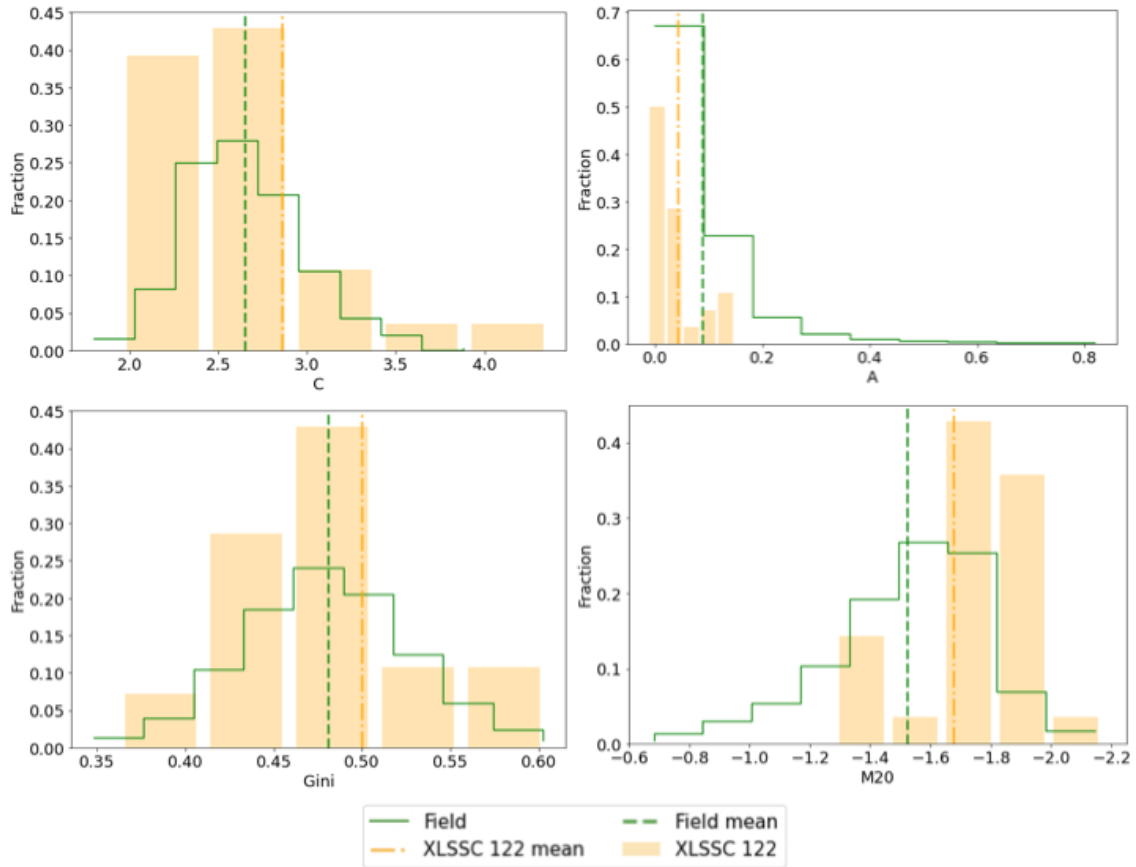 0.45
0.40
0.35
0.30
0.25
0.20
0.15
0.10
0.05
0.00
Fraction
2.0 2.5 3.0 3.5 4.0
C
0.7
0.6
0.5
0.4
0.3
0.2
0.1
0.0
Fraction
0.0 0.2 0.4 0.6 0.8
A
0.45
0.40
0.35
0.30
0.25
0.20
0.15
0.10
0.05
0.00
Fraction
0.35 0.40 0.45 0.50 0.55 0.60
Gini
0.4
0.3
0.2
0.1
0.0
Fraction
−0.6 −0.8 −1.0 −1.2 −1.4 −1.6 −1.8 −2.0 −2.2
M20
Field Field mean
XLSSC 122 mean XLSSC 122